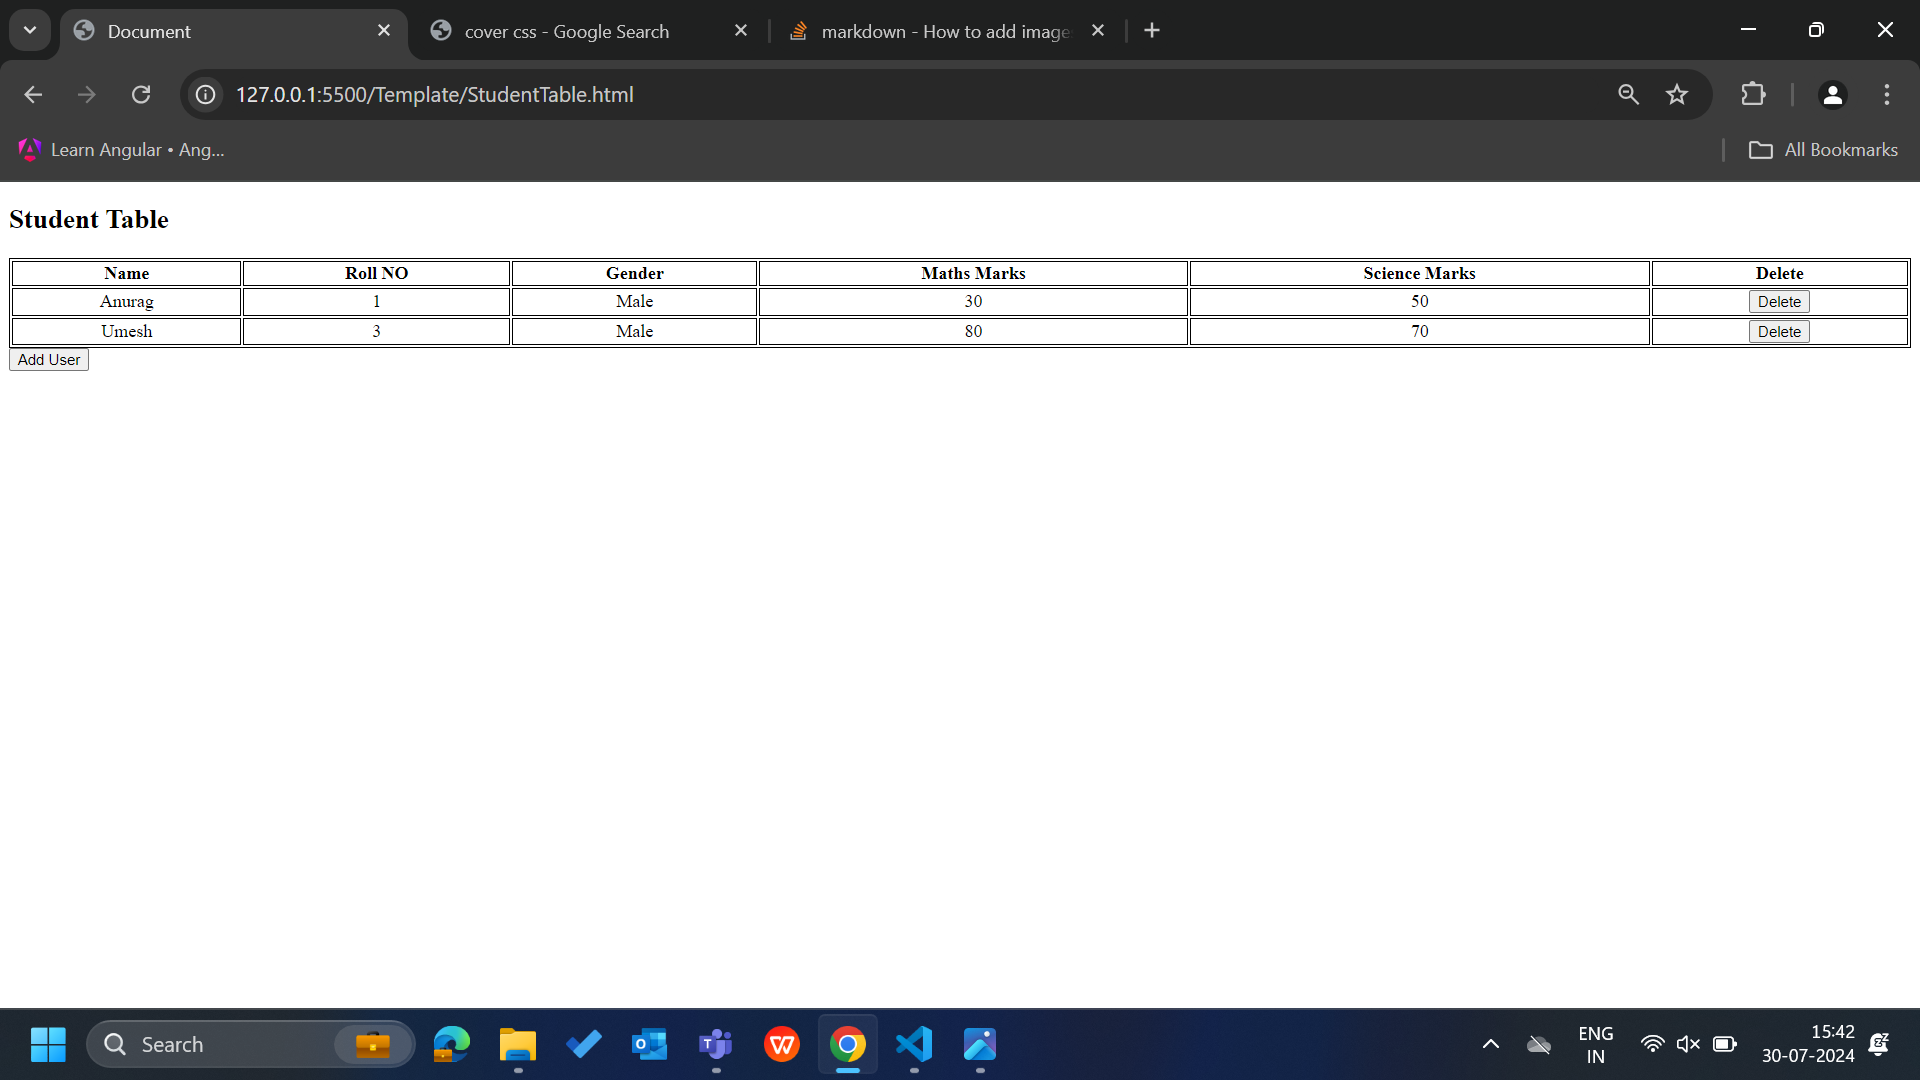 Document
cover css - Google Search
markdown - How to add image
127.0.0.1:5500/Template/StudentTable.html
Learn Angular • Ang...
All Bookmarks
Student Table
Name Roll NO Gender Maths Marks Science Marks Delete
Anurag 1 Male 30 50 Delete
Umesh 3 Male 80 70 Delete
Add User
Search
ENG
IN
15:42
30-07-2024